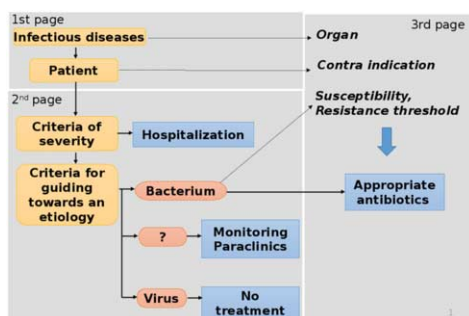 1st page
Infectious diseases
Patient
2nd page
Criteria of
severity
Hospitalization
Criteria for
guiding
towards an
etiology
Bacterium
?
Monitoring
Paraclinics
Virus
No
treatment
3rd page
Organ
Contra indication
Susceptibility,
Resistance threshold
Appropriate
antibiotics
1